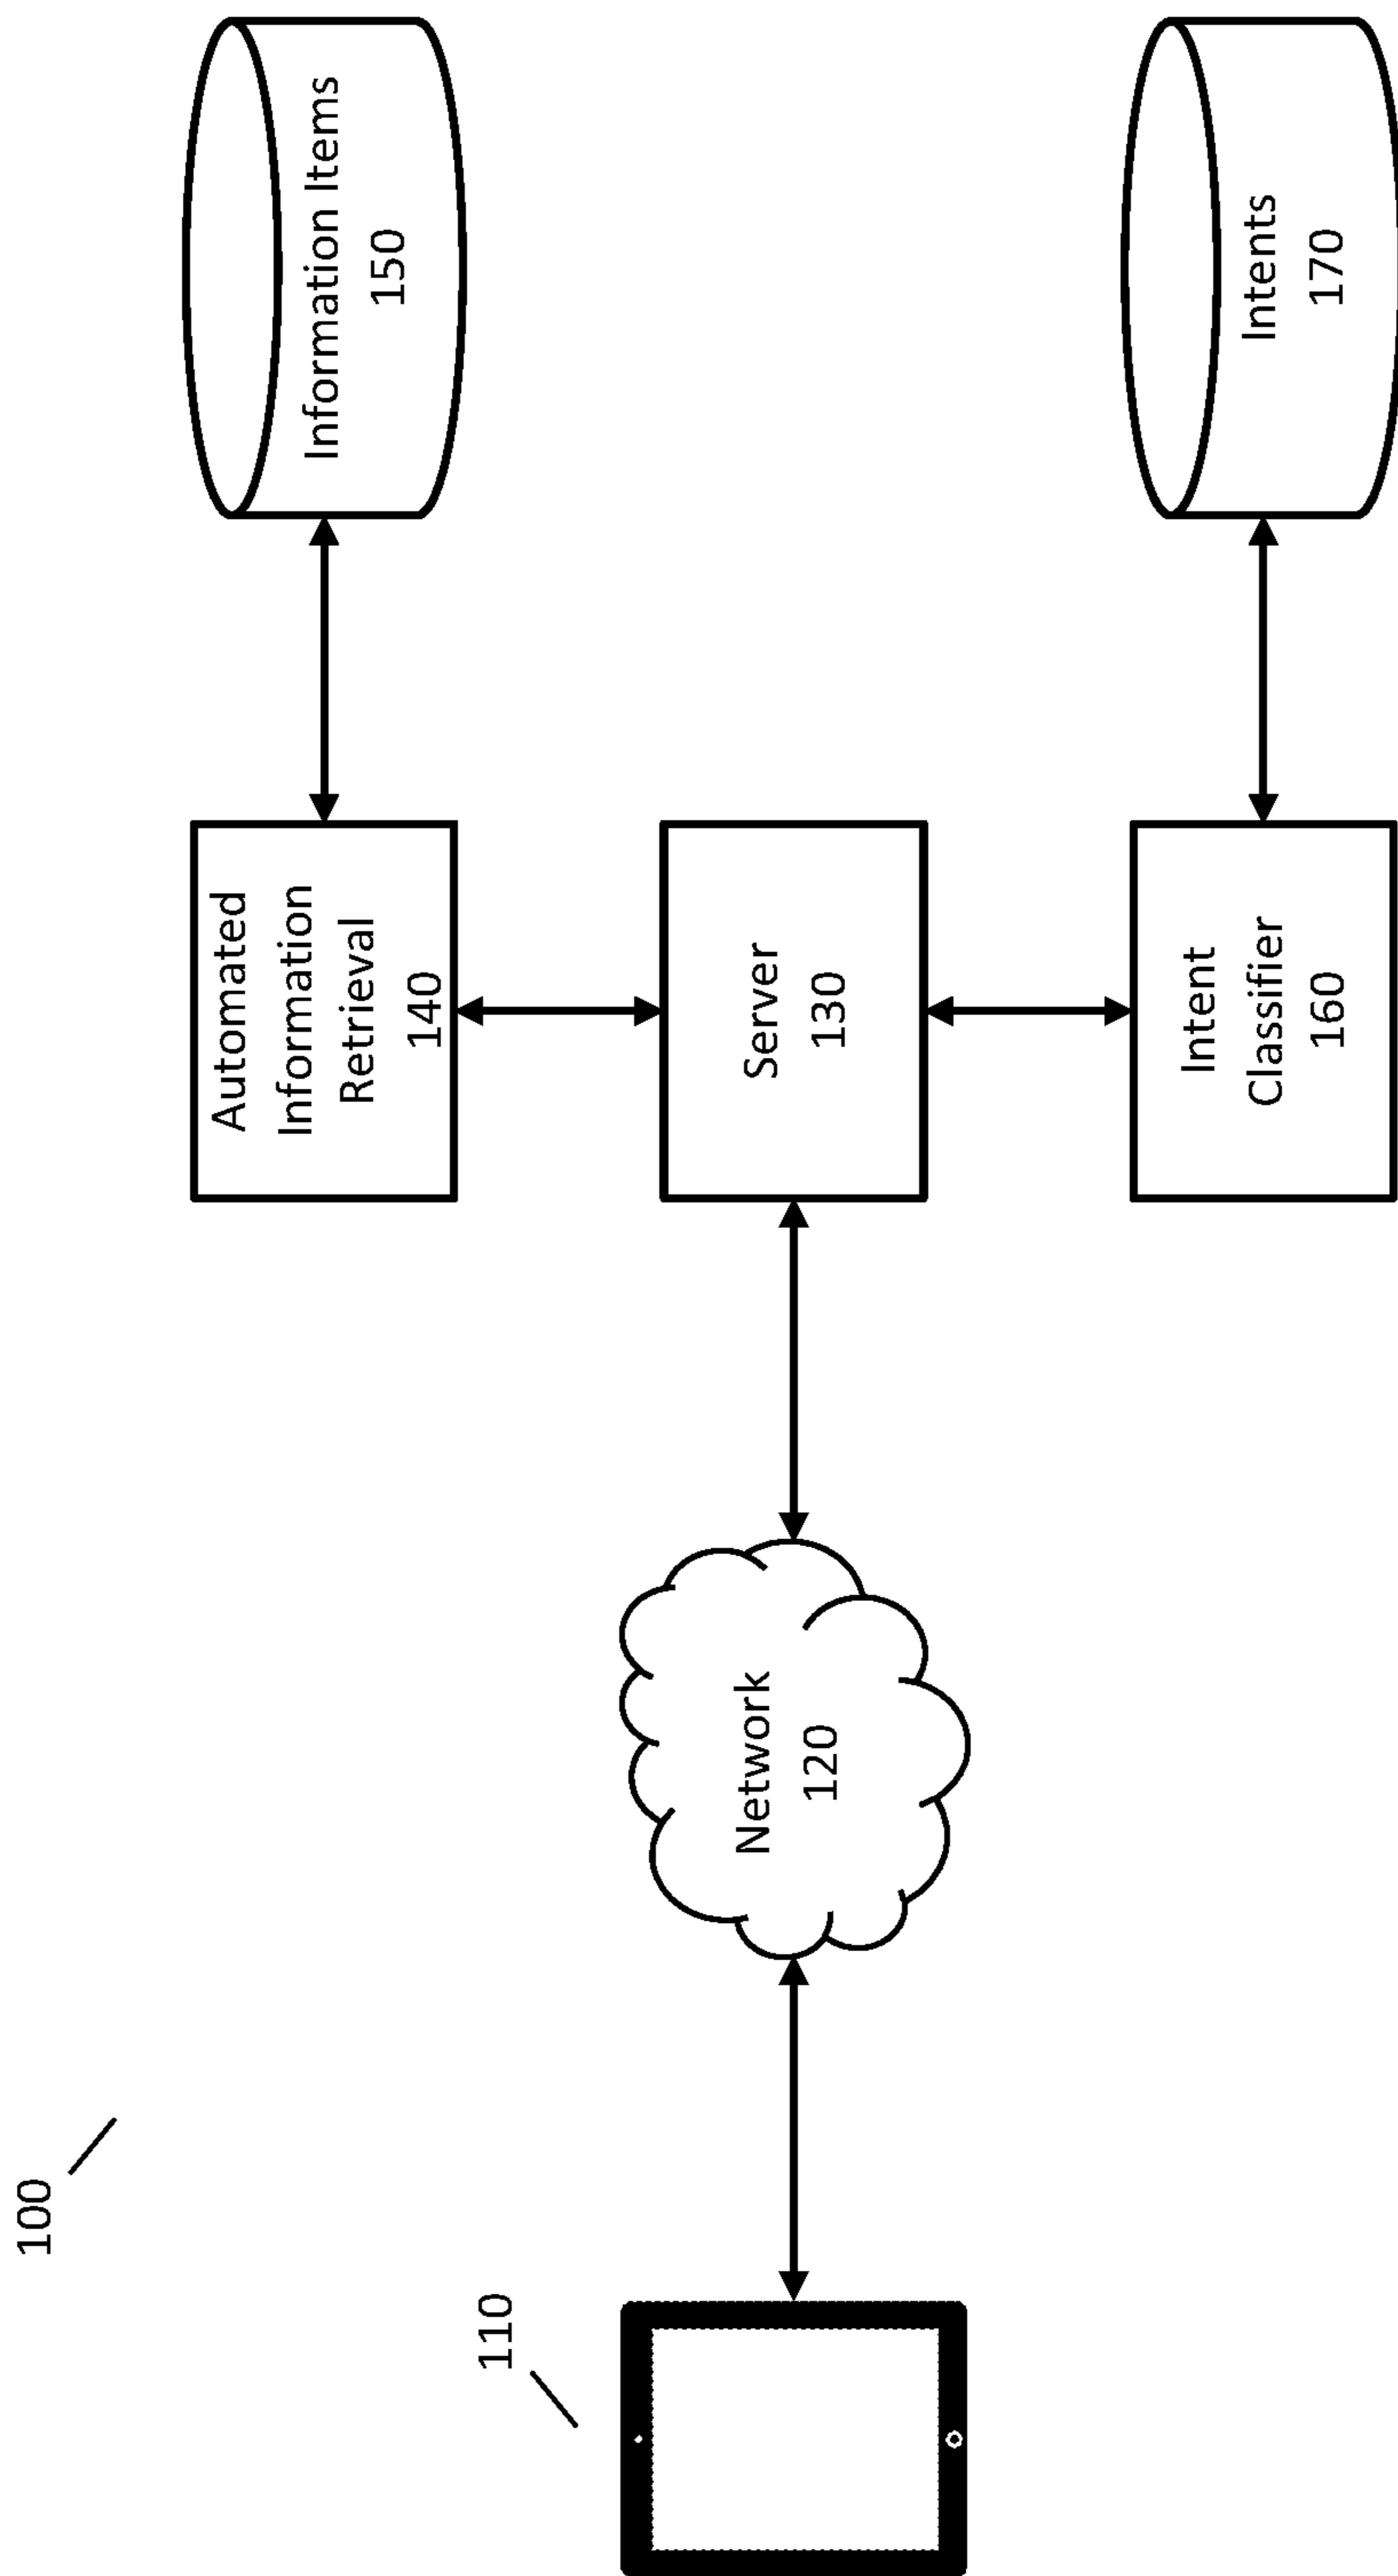 100
Automated
Information
Retrieval
140
Information Items
150
110
Network
120
Server
130
Intent
Classifier
160
Intents
170